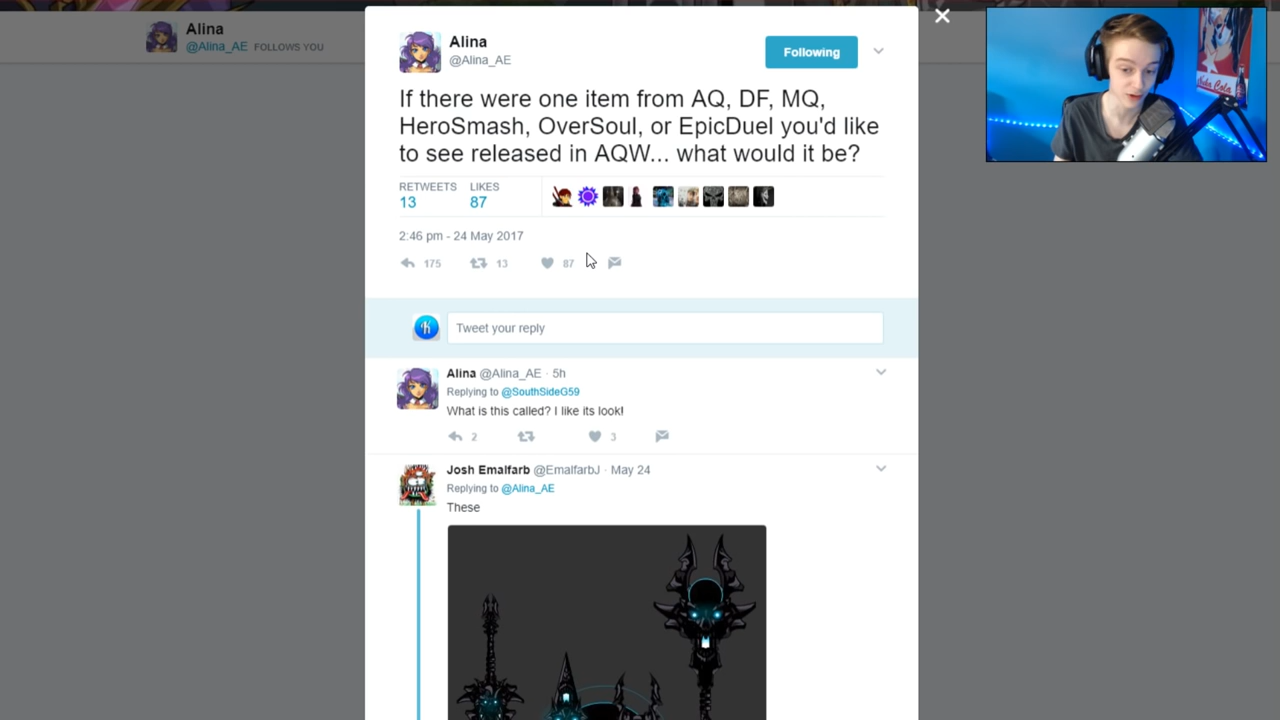 Alina
@Alina_AE FOLLOWS YOU
Alina
@Alina_AE
Following
If there were one item from AQ, DF, MQ,
HeroSmash, OverSoul, or EpicDuel you'd like
to see released in AQW... what would it be?
RETWEETS LIKES
13 87
2:46 pm - 24 May 2017
175 13 87
Tweet your reply
Alina @Alina_AE · 5h
Replying to @SouthSideG59
What is this called? I like its look!
2 3
Josh Emalfarb @EmalfarbJ · May 24
Replying to @Alina_AE
These
Nuka Cola